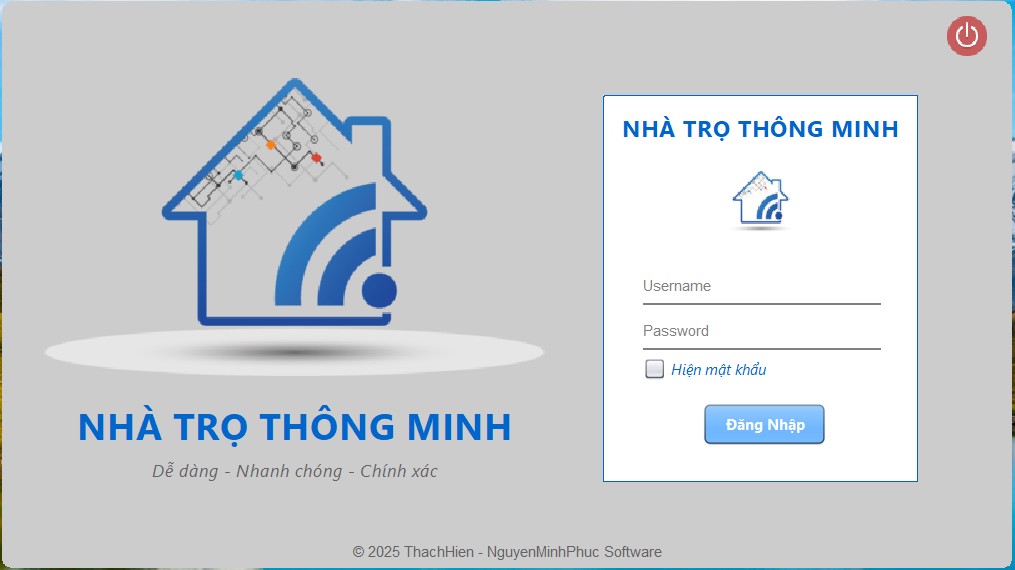 NHÀ TRỌ THÔNG MINH
Dễ dàng - Nhanh chóng - Chính xác
NHÀ TRỌ THÔNG MINH
Username
Password
Hiện mật khẩu
Đăng Nhập
© 2025 ThachHien - NguyenMinhPhuc Software